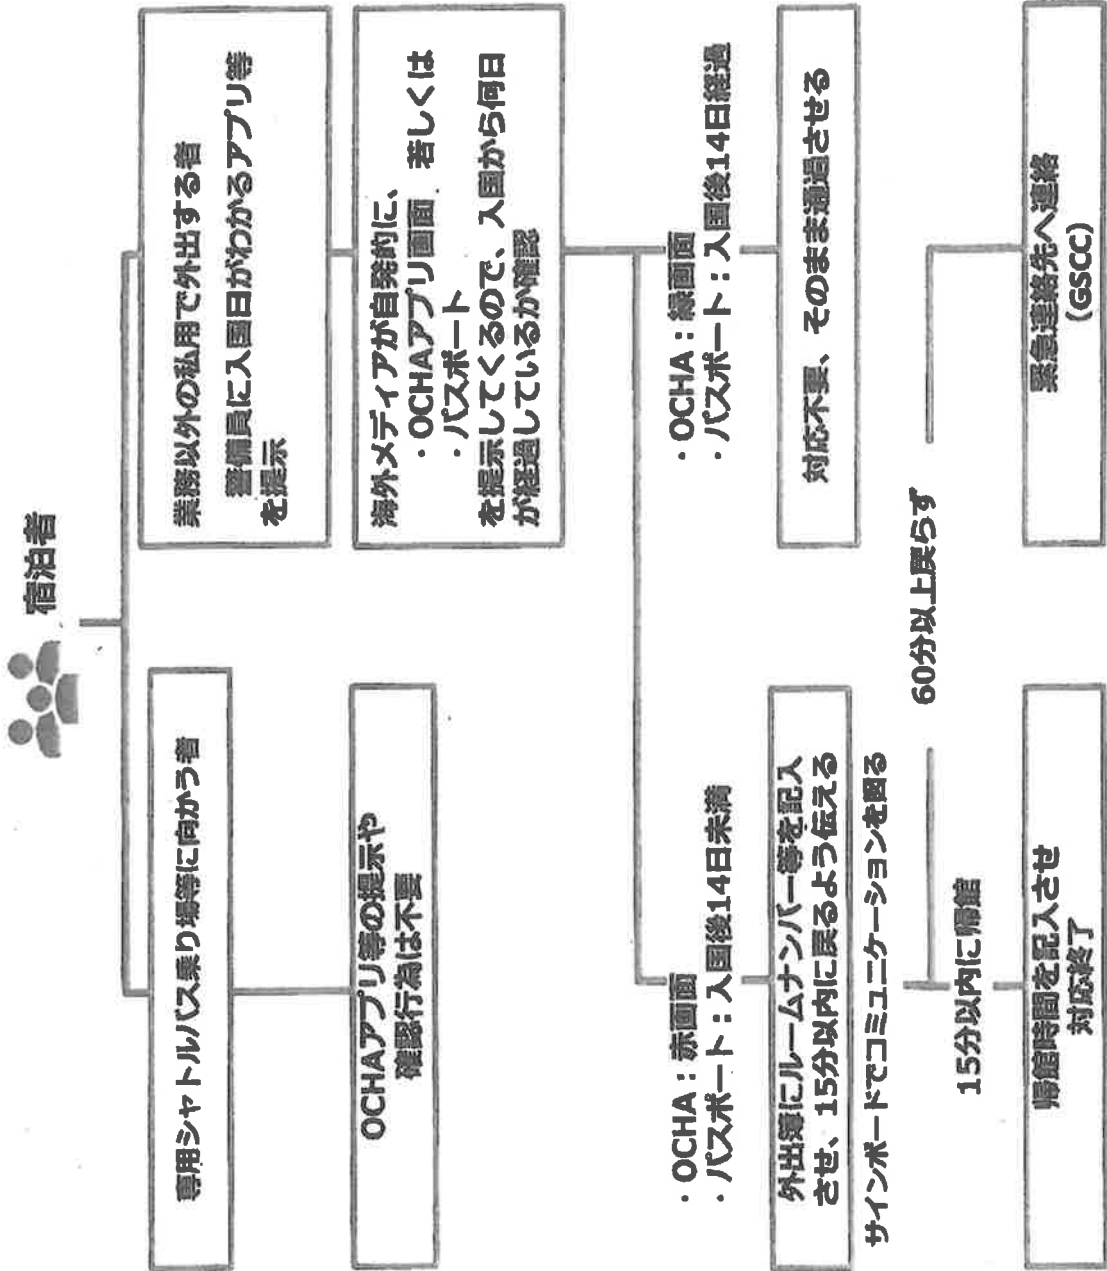 宿泊者
専用シャトルバス乗り場等に向かう者
OCHAアプリ等の提示や
確認行為は不要
業務以外の私用で外出する者
警備員に入国日がわかるアプリ等
を提示
海外メディアが自発的に、
・OCHAアプリ画面 若しくは
・パスポート
を提示してくるので、入国から何日
が経過しているか確認
・OCHA：赤画面
・パスポート：入国後14日未満
外出簿にルームナンバー等を記入
させ、15分以内に戻るよう伝える
サインボードでコミュニケーションを図る
・OCHA：緑画面
・パスポート：入国後14日経過
対応不要、そのまま通過させる
15分以内に帰館
帰館時間を記入させ
対応終了
60分以上戻らず
緊急連絡先へ連絡
(GSCC)